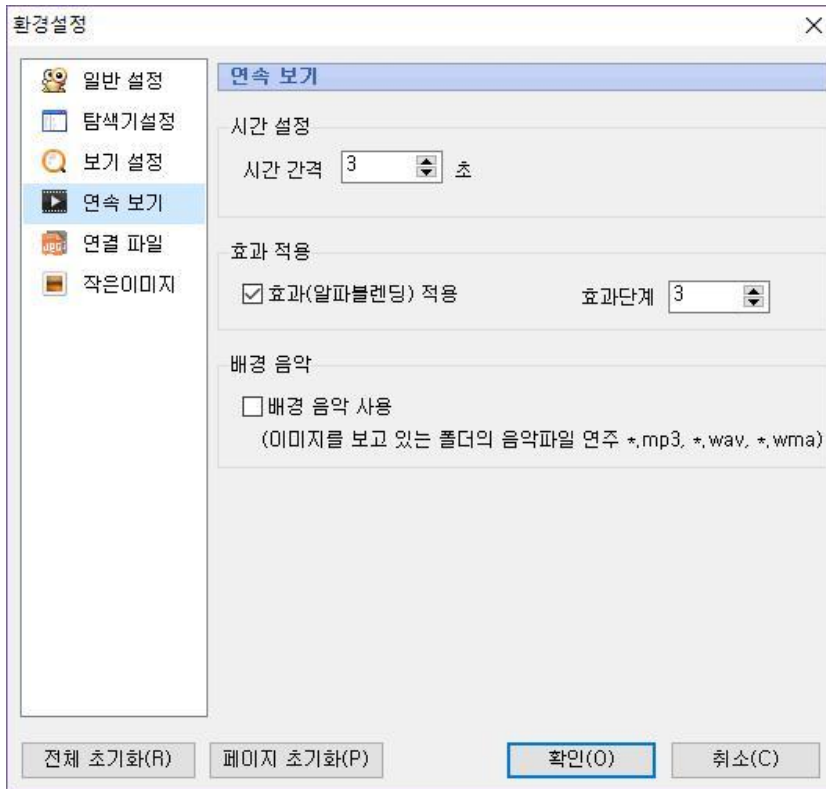 환경설정
일반 설정
탐색기설정
보기 설정
연속 보기
연결 파일
작은이미지
연속 보기
시간 설정
시간 간격 3 초
효과 적용
효과(알파블렌딩) 적용 효과단계 3
배경 음악
배경 음악 사용
(이미지를 보고 있는 폴더의 음악파일 연주 *.mp3, *.wav, *.wma)
전체 초기화(R) 페이지 초기화(P) 확인(O) 취소(C)